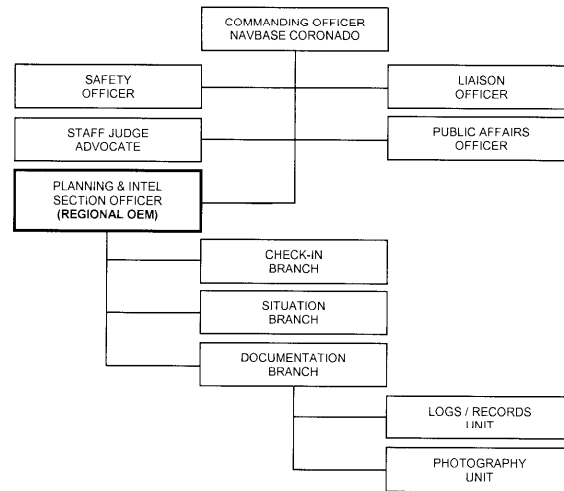 COMMANDING OFFICER
NAVBASE CORONADO
SAFETY
OFFICER
LIAISON
OFFICER
STAFF JUDGE
ADVOCATE
PUBLIC AFFAIRS
OFFICER
PLANNING & INTEL
SECTION OFFICER
(REGIONAL OEM)
CHECK-IN
BRANCH
SITUATION
BRANCH
DOCUMENTATION
BRANCH
LOGS / RECORDS
UNIT
PHOTOGRAPHY
UNIT